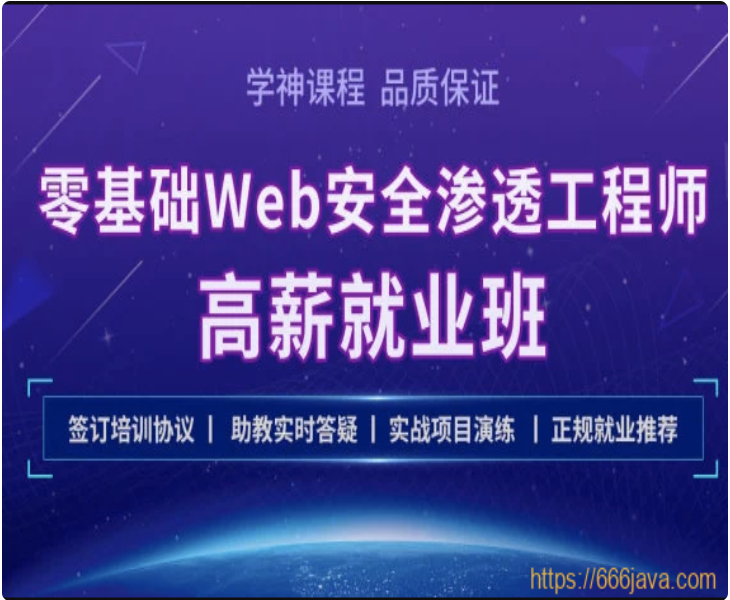 学神课程 品质保证
零基础Web安全渗透工程师
高薪就业班
签订培训协议 | 助教实时答疑 | 实战项目演练 | 正规就业推荐
https://666java.com